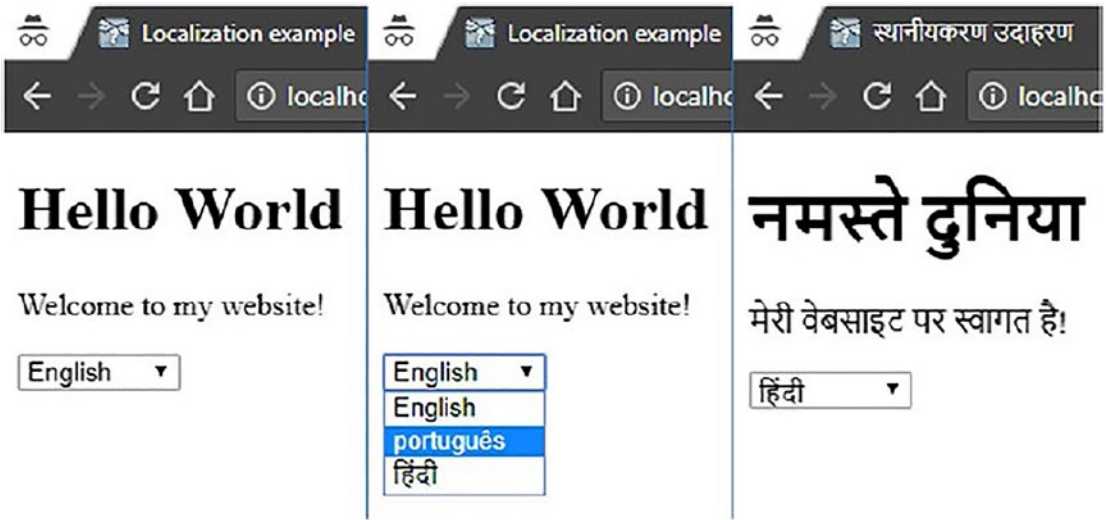 Localization example
localho
Hello World
Welcome to my website!
English
Localization example
localho
Hello World
Welcome to my website!
English
English
português
हिंदी
स्थानीयकरण उदाहरण
localho
नमस्ते दुनिया
मेरी वेबसाइट पर स्वागत है!
हिंदी